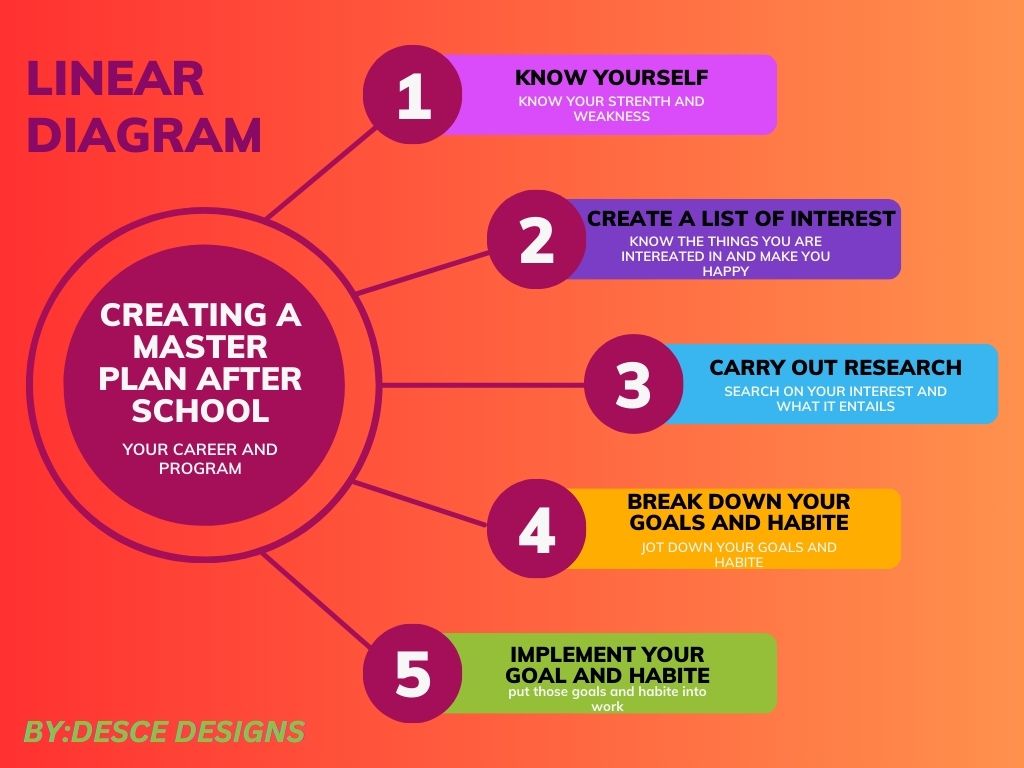 LINEAR
DIAGRAM
CREATING A
MASTER
PLAN AFTER
SCHOOL
YOUR CAREER AND
PROGRAM
1
KNOW YOURSELF
KNOW YOUR STRENTH AND
WEAKNESS
2
CREATE A LIST OF INTEREST
KNOW THE THINGS YOU ARE
INTEREATED IN AND MAKE YOU
HAPPY
3
CARRY OUT RESEARCH
SEARCH ON YOUR INTEREST AND
WHAT IT ENTAILS
4
BREAK DOWN YOUR
GOALS AND HABITE
JOT DOWN YOUR GOALS AND
HABITE
5
IMPLEMENT YOUR
GOAL AND HABITE
put those goals and habite into
work
BY:DESCE DESIGNS